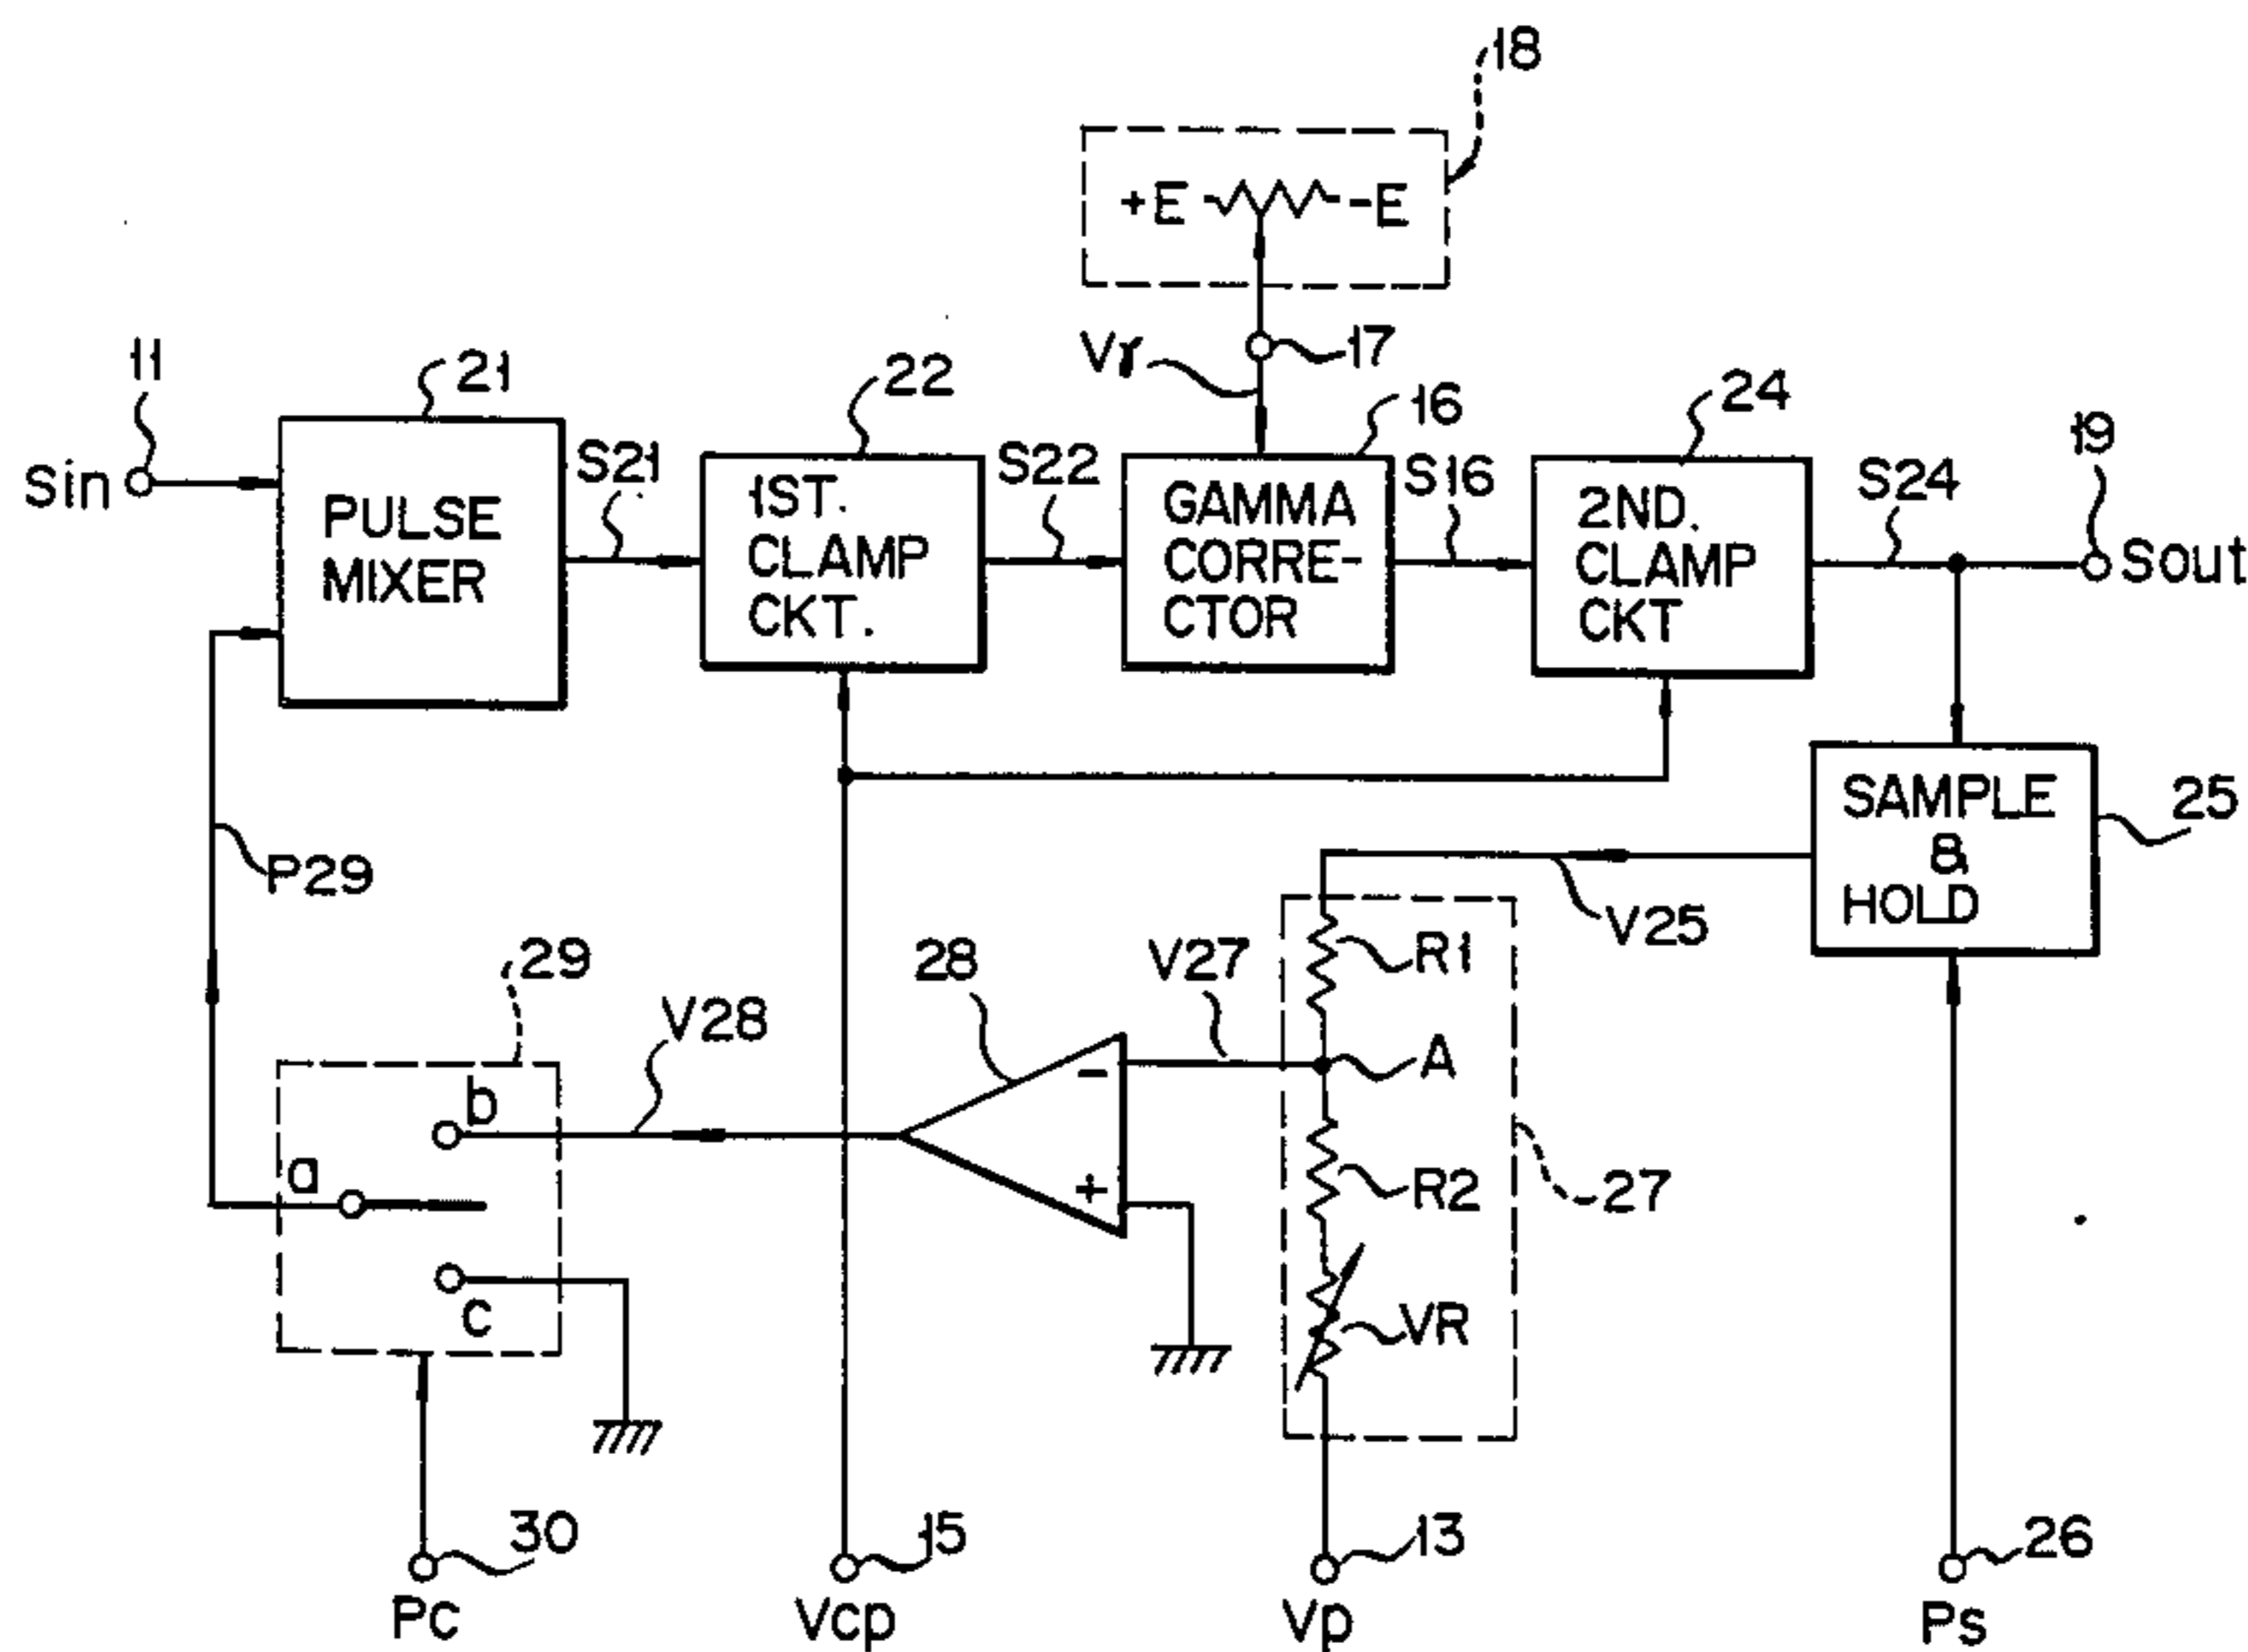 18
+E -E
11
21
22
Vγ
17
16
24
19
Sin
S21
S22
S16
S24
Sout
PULSE
MIXER
1ST.
CLAMP
CKT.
GAMMA
CORRE-
CTOR
2ND.
CLAMP
CKT
SAMPLE
&
HOLD
25
P29
V25
29
V28
28
V27
R1
A
b
a
c
-
+
R2
27
VR
30
15
13
26
Pc
Vcp
Vp
Ps